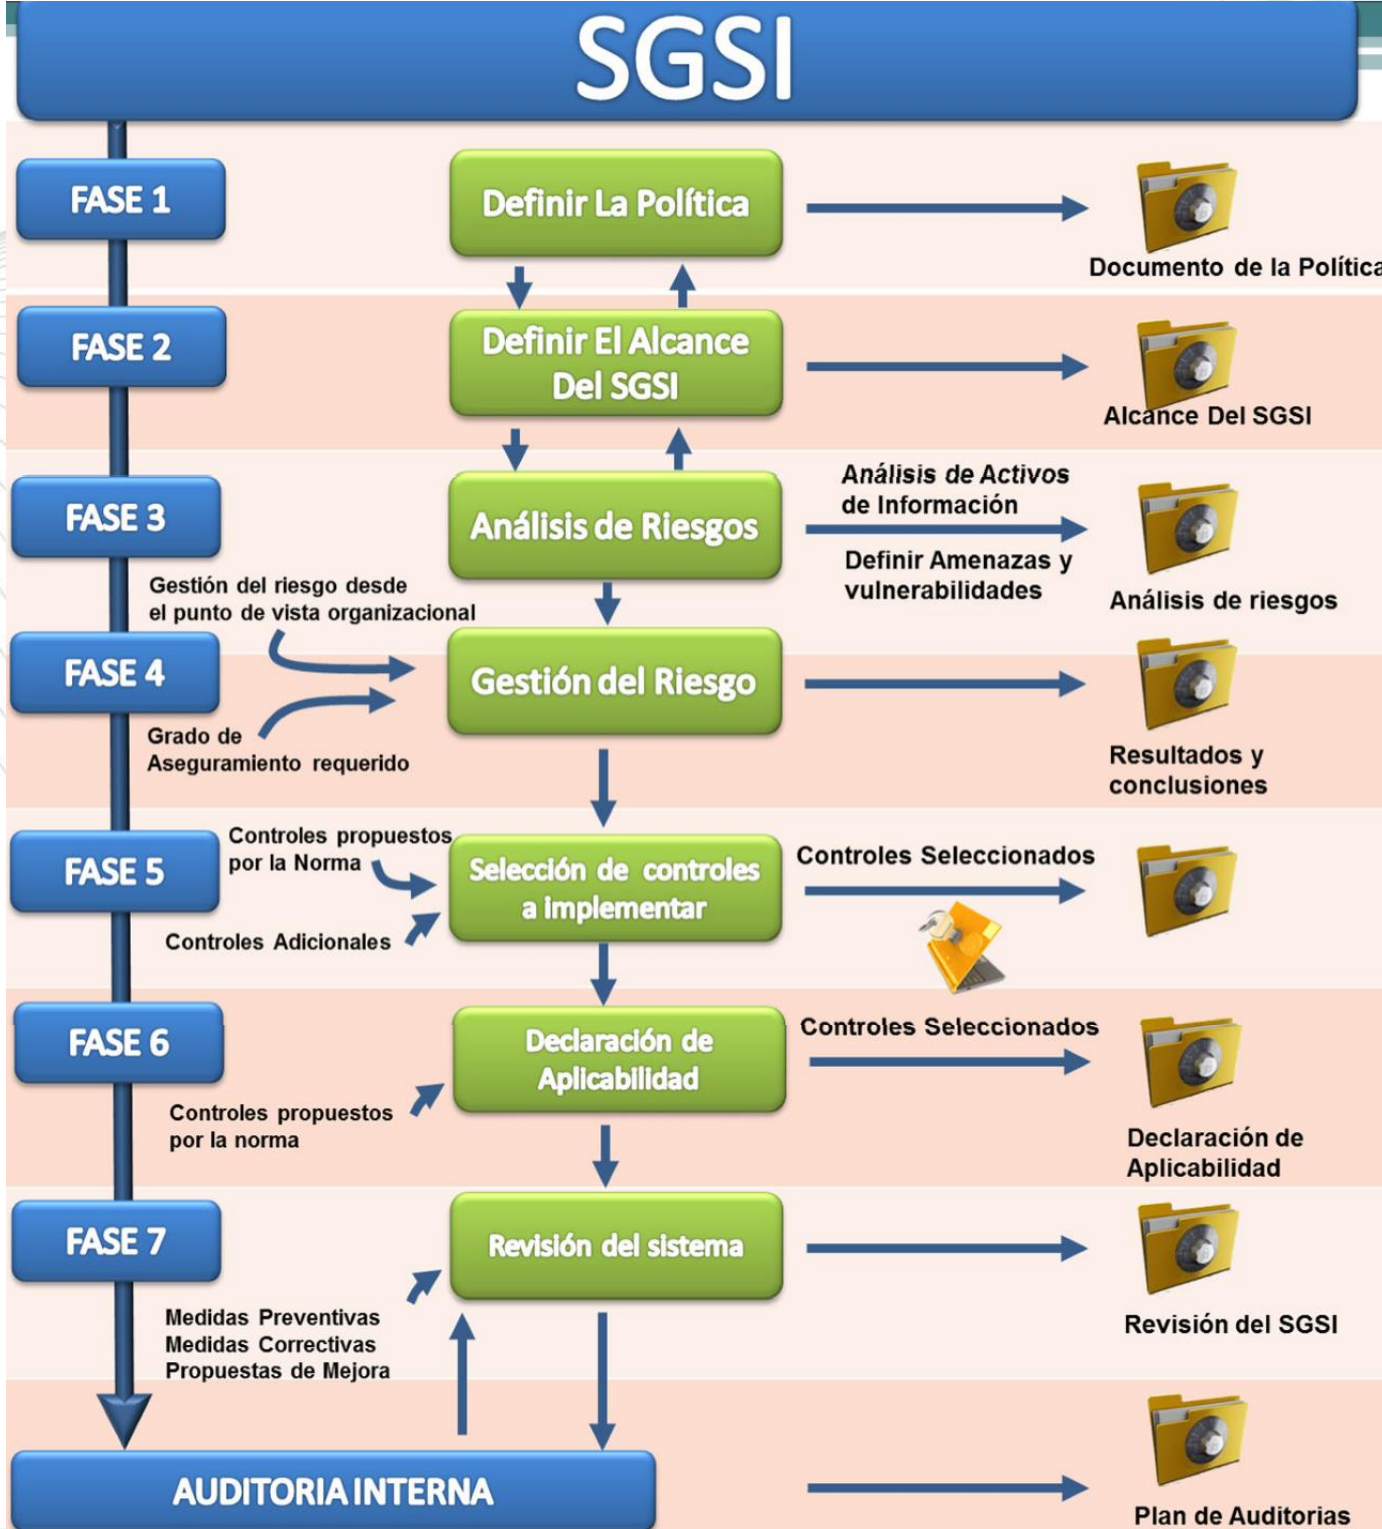 SGSI
FASE 1
Definir La Política
Documento de la Política
FASE 2
Definir El Alcance
Del SGSI
Alcance Del SGSI
FASE 3
Análisis de Riesgos
Análisis de Activos
de Información
Definir Amenazas y
vulnerabilidades
Análisis de riesgos
Gestión del riesgo desde
el punto de vista organizacional
FASE 4
Gestión del Riesgo
Grado de
Aseguramiento requerido
Resultados y
conclusiones
FASE 5
Controles propuestos
por la Norma
Controles Adicionales
Selección de controles
a implementar
Controles Seleccionados
FASE 6
Declaración de
Aplicabilidad
Controles Seleccionados
Controles propuestos
por la norma
Declaración de
Aplicabilidad
FASE 7
Revisión del sistema
Medidas Preventivas
Medidas Correctivas
Propuestas de Mejora
Revisión del SGSI
AUDITORIA INTERNA
Plan de Auditorias